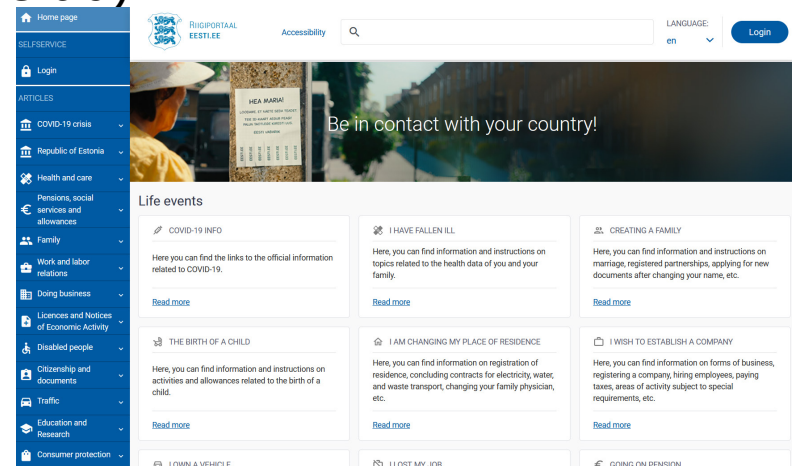 Home page
SELFSERVICE
Login
ARTICLES
COVID-19 crisis
Republic of Estonia
Health and care
Pensions, social
services and
allowances
Family
Work and labor
relations
Doing business
Licences and Notices
of Economic Activity
Disabled people
Citizenship and
documents
Traffic
Education and
Research
Consumer protection
RIIGIPORTAAL
EESTI.EE
Accessibility
LANGUAGE:
en
Login
HEA MARIA!
Be in contact with your country!
Life events
COVID-19 INFO
Here you can find the links to the official information
related to COVID-19.
Read more
I HAVE FALLEN ILL
Here, you can find information and instructions on
topics related to the health data of you and your
family.
Read more
CREATING A FAMILY
Here, you can find information and instructions on
marriage, registered partnerships, applying for new
documents after changing your name, etc.
Read more
THE BIRTH OF A CHILD
Here, you can find information and instructions on
activities and allowances related to the birth of a
child.
Read more
I AM CHANGING MY PLACE OF RESIDENCE
Here, you can find information on registration of
residence, concluding contracts for electricity, water,
and waste transport, changing your family physician,
etc.
Read more
I WISH TO ESTABLISH A COMPANY
Here, you can find information on forms of business,
registering a company, hiring employees, paying
taxes, areas of activity subject to special
requirements, etc.
Read more
I OWN A VEHICLE
I LOST MY JOB
GOING ON PENSION